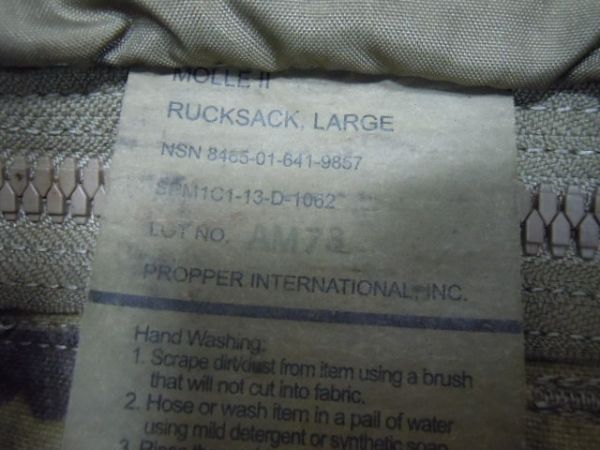 MOLLE II
RUCKSACK, LARGE
NSN 8465-01-641-9857
SPM1C1-13-D-1062
LOT NO. AM73
PROPPER INTERNATIONAL, INC.
Hand Washing:
1. Scrape dirt/dust from item using a brush
that will not cut into fabric.
2. Hose or wash item in a pail of water
using mild detergent or synthetic soap
3. Rinse